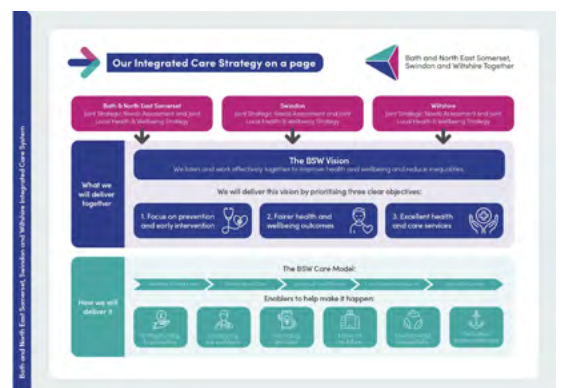 Bath and North East Somerset, Swindon and Wiltshire Integrated Care System
Our Integrated Care Strategy on a page
Bath and North East Somerset,
Swindon and Wiltshire Together
Bath & North East Somerset
Joint Strategic Needs Assessment and Joint
Local Health & Wellbeing Strategy
Swindon
Joint Strategic Needs Assessment and Joint
Local Health & Wellbeing Strategy
Wiltshire
Joint Strategic Needs Assessment and Joint
Local Health & Wellbeing Strategy
What we
will deliver
together
The BSW Vision
We listen and work effectively together to improve health and wellbeing and reduce inequalities.
We will deliver this vision by prioritising three clear objectives:
1. Focus on prevention
and early intervention
2. Fairer health and
wellbeing outcomes
3. Excellent health
and care services
How we will
deliver it
The BSW Care Model:
Enablers to help make it happen: